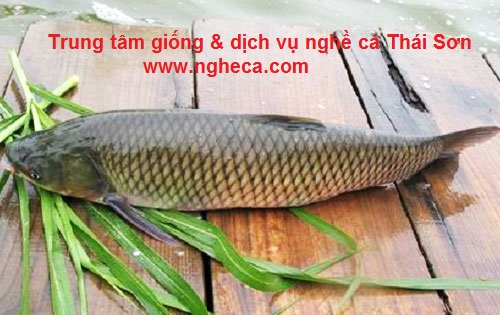 Trung tâm giống & dịch vụ nghề cá Thái Sơn
www.ngheca.com